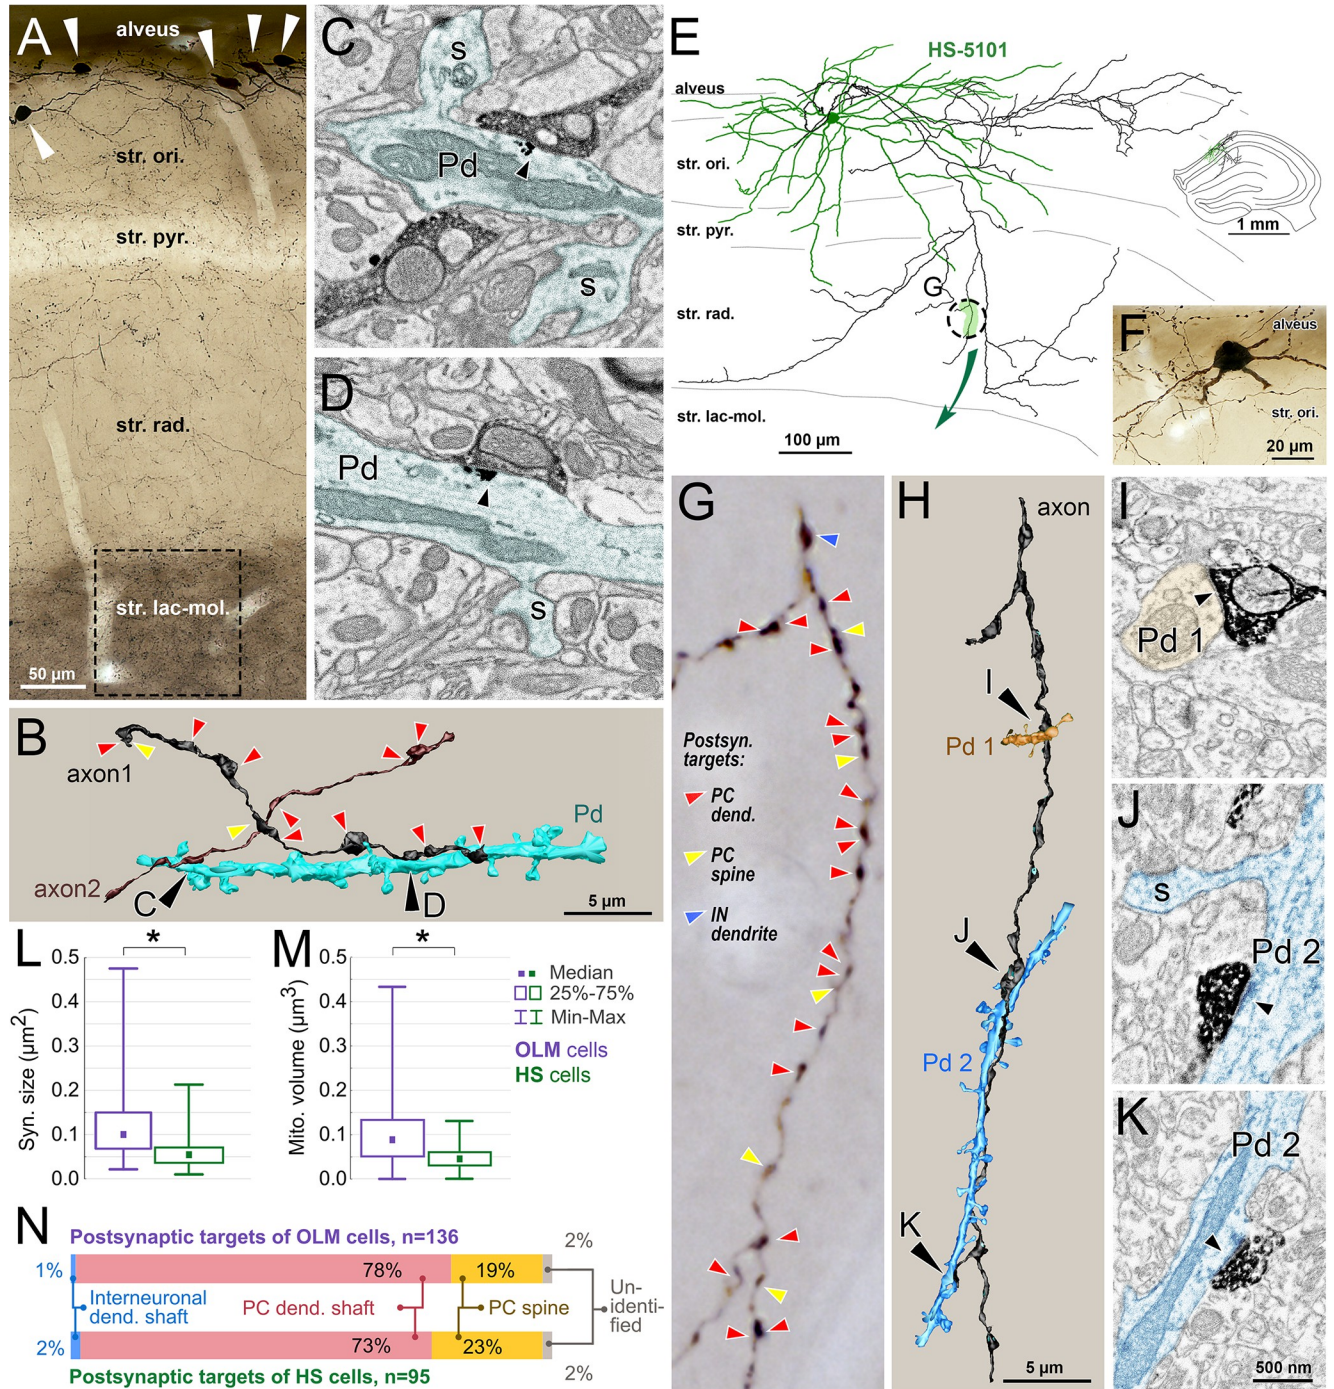 A
alveus
str. ori.
str. pyr.
str. rad.
str. lac-mol.
50 µm
B
axon1
axon2
Pd
C
D
5 µm
C
s
Pd
s
D
Pd
s
E
HS-5101
alveus
str. ori.
str. pyr.
str. rad.
str. lac-mol.
G
100 µm
1 mm
F
alveus
str. ori.
20 µm
G
Postsyn.
targets:
PC
dend.
PC
spine
IN
dendrite
H
axon
I
Pd 1
J
Pd 2
K
5 µm
I
Pd 1
J
s
Pd 2
K
Pd 2
500 nm
L
*
Syn. size (µm²)
0.5
0.4
0.3
0.2
0.1
0.0
M
*
Mito. volume (µm³)
0.5
0.4
0.3
0.2
0.1
0.0
Median
25%-75%
Min-Max
OLM cells
HS cells
N
Postsynaptic targets of OLM cells, n=136
2%
1%
78%
19%
Interneuronal
dend. shaft
PC dend. shaft
PC spine
Un-
identi-
fied
2%
73%
23%
2%
Postsynaptic targets of HS cells, n=95